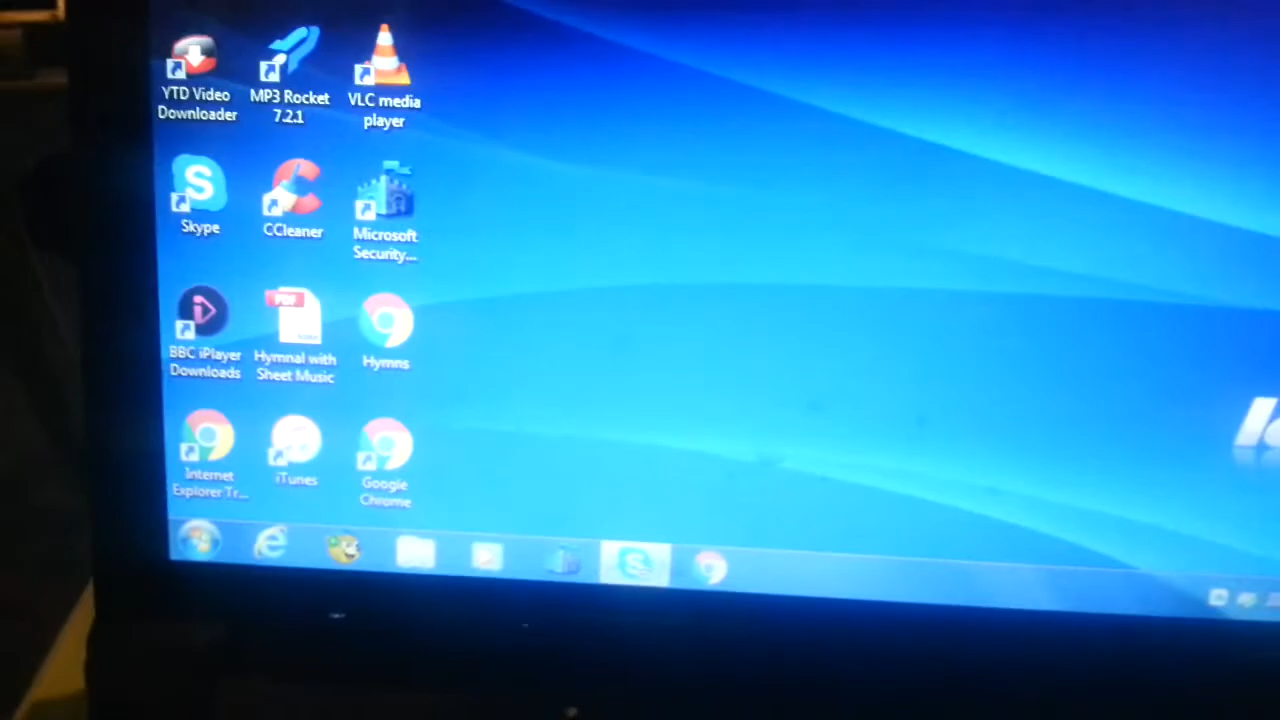 YTD Video
Downloader
MP3 Rocket
7.2.1
VLC media
player
S
Skype
CCleaner
Microsoft
Security...
BBC iPlayer
Downloads
PDF
Hymnal with
Sheet Music
Hymns
Internet
Explorer Tr...
iTunes
Google
Chrome